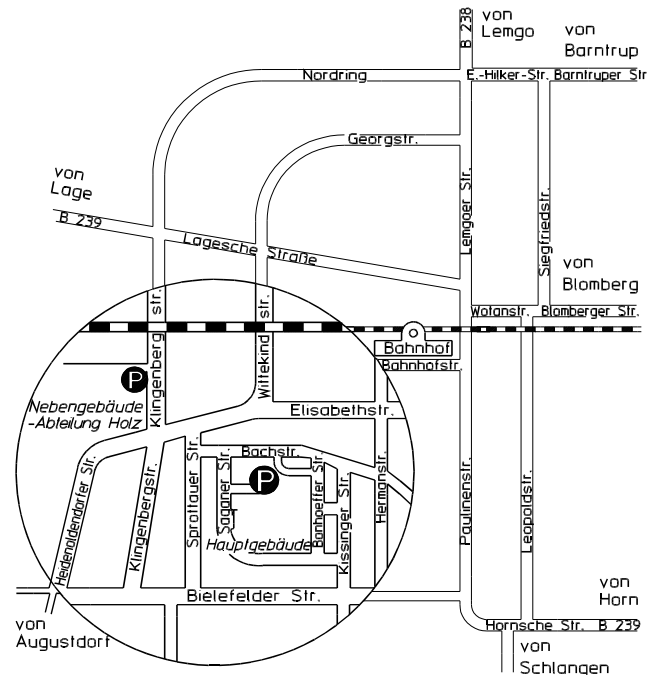 von
Lemgo
B 238
von
Barntrup
Nordring
E.-Hilker-Str.
Barntruper Str
Georgstr.
von
Lage
B 239
Lagesche Straße
Lemgoer Str.
Siegfriedstr.
von
Blomberg
Wotanstr.
Blomberger Str.
Klingenberg str.
Wittekind str.
Bahnhof
Bahnhofstr.
P
Nebengebäude
-Abteilung Holz
Elisabethstr.
Heidenoldendorfer Str.
Klingenbergstr.
Sprottauer Str.
Saganer Str.
Bachstr.
P
Bonhoeffer Str.
Kissinger Str.
Hermanstr.
Paulinenstr.
Leopoldstr.
Hauptgebäude
Bielefelder Str.
von
Augustdorf
von
Horn
Hornsche Str. B 239
von
Schlangen